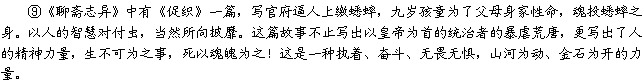 ⑨《聊斋志异》中有《促织》一篇，写官府逼人上缴蟋蟀，九岁孩童为了父母身家性命，魂投蟋蟀之
身。以人的智慧对付虫，当然所向披靡。这篇故事不止写出以皇帝为首的统治者的暴虐荒唐，更写出了人
的精神力量，生不可为之事，死以魂魄为之！这是一种执着、奋斗、无畏无惧，山河为动、金石为开的力
量。